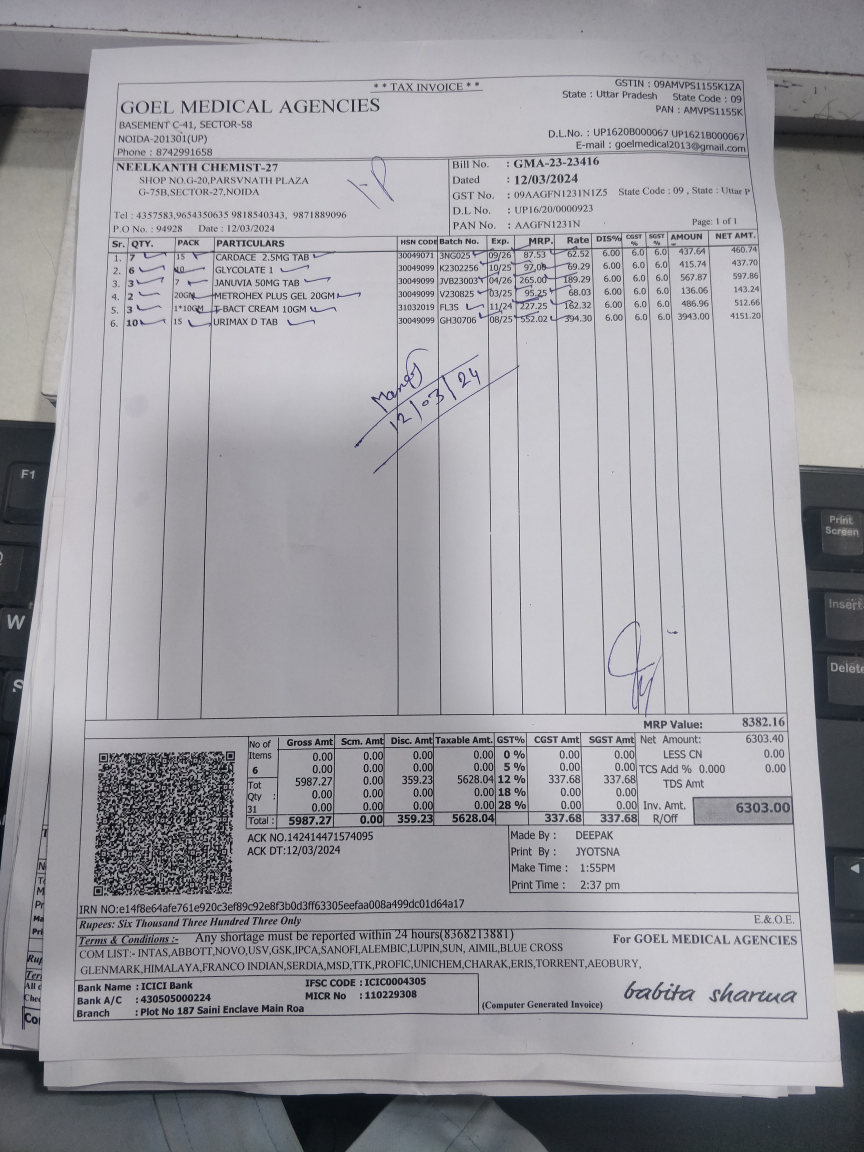 ** TAX INVOICE **
GOEL MEDICAL AGENCIES
BASEMENT C-41, SECTOR-58
NOIDA-201301(UP)
Phone : 8742991658
GSTIN : 09AMVPS1155K1ZA
State : Uttar Pradesh State Code : 09
PAN : AMVPS1155K
D.L.No. : UP1620B000067 UP1621B000067
E-mail : goelmedical2013@gmail.com
NEELKANTH CHEMIST-27
SHOP NO.G-20,PARSVNATH PLAZA
G-75B,SECTOR-27,NOIDA
Tel : 4357583,9654350635 9818540343, 9871889096
P.O No. : 94928 Date : 12/03/2024
Bill No. : GMA-23-23416
Dated : 12/03/2024
GST No. : 09AAGFN1231N1Z5 State Code : 09 , State : Uttar P
D.L No. : UP16/20/0000923
PAN No. : AAGFN1231N
Page: 1 of 1
Sr. QTY. PACK PARTICULARS HSN CODE Batch No. Exp. MRP. Rate DIS% CGST % SGST % AMOUN NET AMT.
1. 7 15 CARDACE 2.5MG TAB 30049071 3NG025 09/26 87.53 62.52 6.00 6.0 6.0 437.64 460.74
2. 6 10 GLYCOLATE 1 30049099 K2302256 10/25 97.00 69.29 6.00 6.0 6.0 415.74 437.70
3. 3 7 JANUVIA 50MG TAB 30049099 JVB23003 04/26 265.00 189.29 6.00 6.0 6.0 567.87 597.86
4. 2 20GM METROHEX PLUS GEL 20GM 30049099 V230825 03/25 95.25 68.03 6.00 6.0 6.0 136.06 143.24
5. 3 1*10GM T-BACT CREAM 10GM 31032019 FL3S 11/24 227.25 162.32 6.00 6.0 6.0 486.96 512.66
6. 10 15 URIMAX D TAB 30049099 GH30706 08/25 552.02 394.30 6.00 6.0 6.0 3943.00 4151.20
12/03/24
MRP Value: 8382.16
No of Items 6 Tot Qty : 31
Gross Amt Scm. Amt Disc. Amt Taxable Amt. GST% CGST Amt SGST Amt
0.00 0.00 0.00 0.00 0 % 0.00 0.00
0.00 0.00 0.00 0.00 5 % 0.00 0.00
5987.27 0.00 359.23 5628.04 12 % 337.68 337.68
0.00 0.00 0.00 0.00 18 % 0.00 0.00
0.00 0.00 0.00 0.00 28 % 0.00 0.00
Total : 5987.27 0.00 359.23 5628.04 337.68 337.68
Net Amount: 6303.40
LESS CN 0.00
TCS Add % 0.000 0.00
TDS Amt
Inv. Amt. 6303.00
R/Off
ACK NO.142414471574095
ACK DT:12/03/2024
Made By : DEEPAK
Print By : JYOTSNA
Make Time : 1:55PM
Print Time : 2:37 pm
IRN NO:e14f8e64afe761e920c3ef89c92e8f3b0d3ff63305eefaa008a499dc01d64a17
Rupees: Six Thousand Three Hundred Three Only
E.& O.E.
Terms & Conditions :- Any shortage must be reported within 24 hours(8368213881)
COM LIST:- INTAS,ABBOTT,NOVO,USV,GSK,IPCA,SANOFI,ALEMBIC,LUPIN,SUN, AIMIL,BLUE CROSS
GLENMARK,HIMALAYA,FRANCO INDIAN,SERDIA,MSD,TTK,PROFIC,UNICHEM,CHARAK,ERIS,TORRENT,AEOBURY,
For GOEL MEDICAL AGENCIES
Bank Name : ICICI Bank
Bank A/C : 430505000224
Branch : Plot No 187 Saini Enclave Main Roa
IFSC CODE : ICIC0004305
MICR No : 110229308
(Computer Generated Invoice)
babita sharma
F1
W
S
Print Screen
Insert
Delete